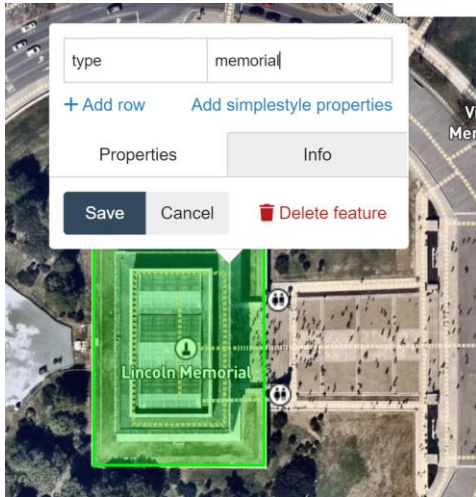 type memorial
+ Add row Add simplestyle properties
Properties Info
Save Cancel Delete feature
Lincoln Memorial